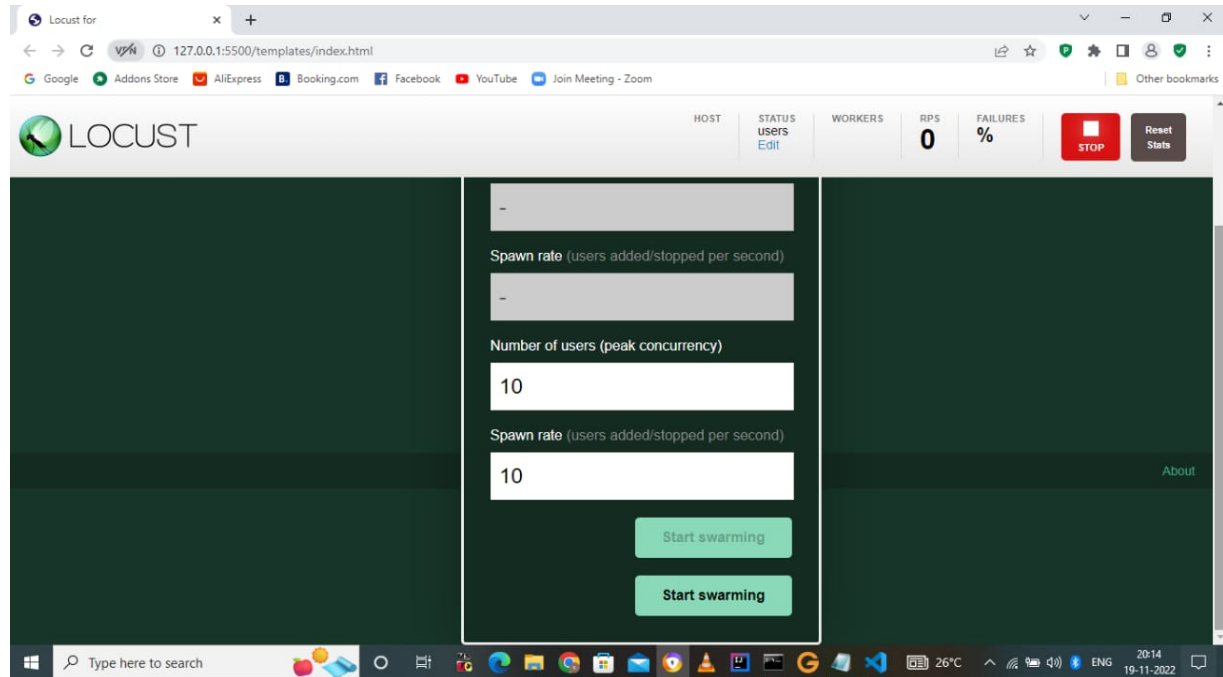 Locust for
VPN 127.0.0.1:5500/templates/index.html
Google Addons Store AliExpress B. Booking.com Facebook YouTube Join Meeting - Zoom Other bookmarks
LOCUST
HOST STATUS WORKERS RPS FAILURES
users 0 %
Edit
STOP Reset
Stats
-
Spawn rate (users added/stopped per second)
-
Number of users (peak concurrency)
10
Spawn rate (users added/stopped per second)
10
About
Start swarming
Start swarming
Type here to search 26°C ENG 20:14
19-11-2022